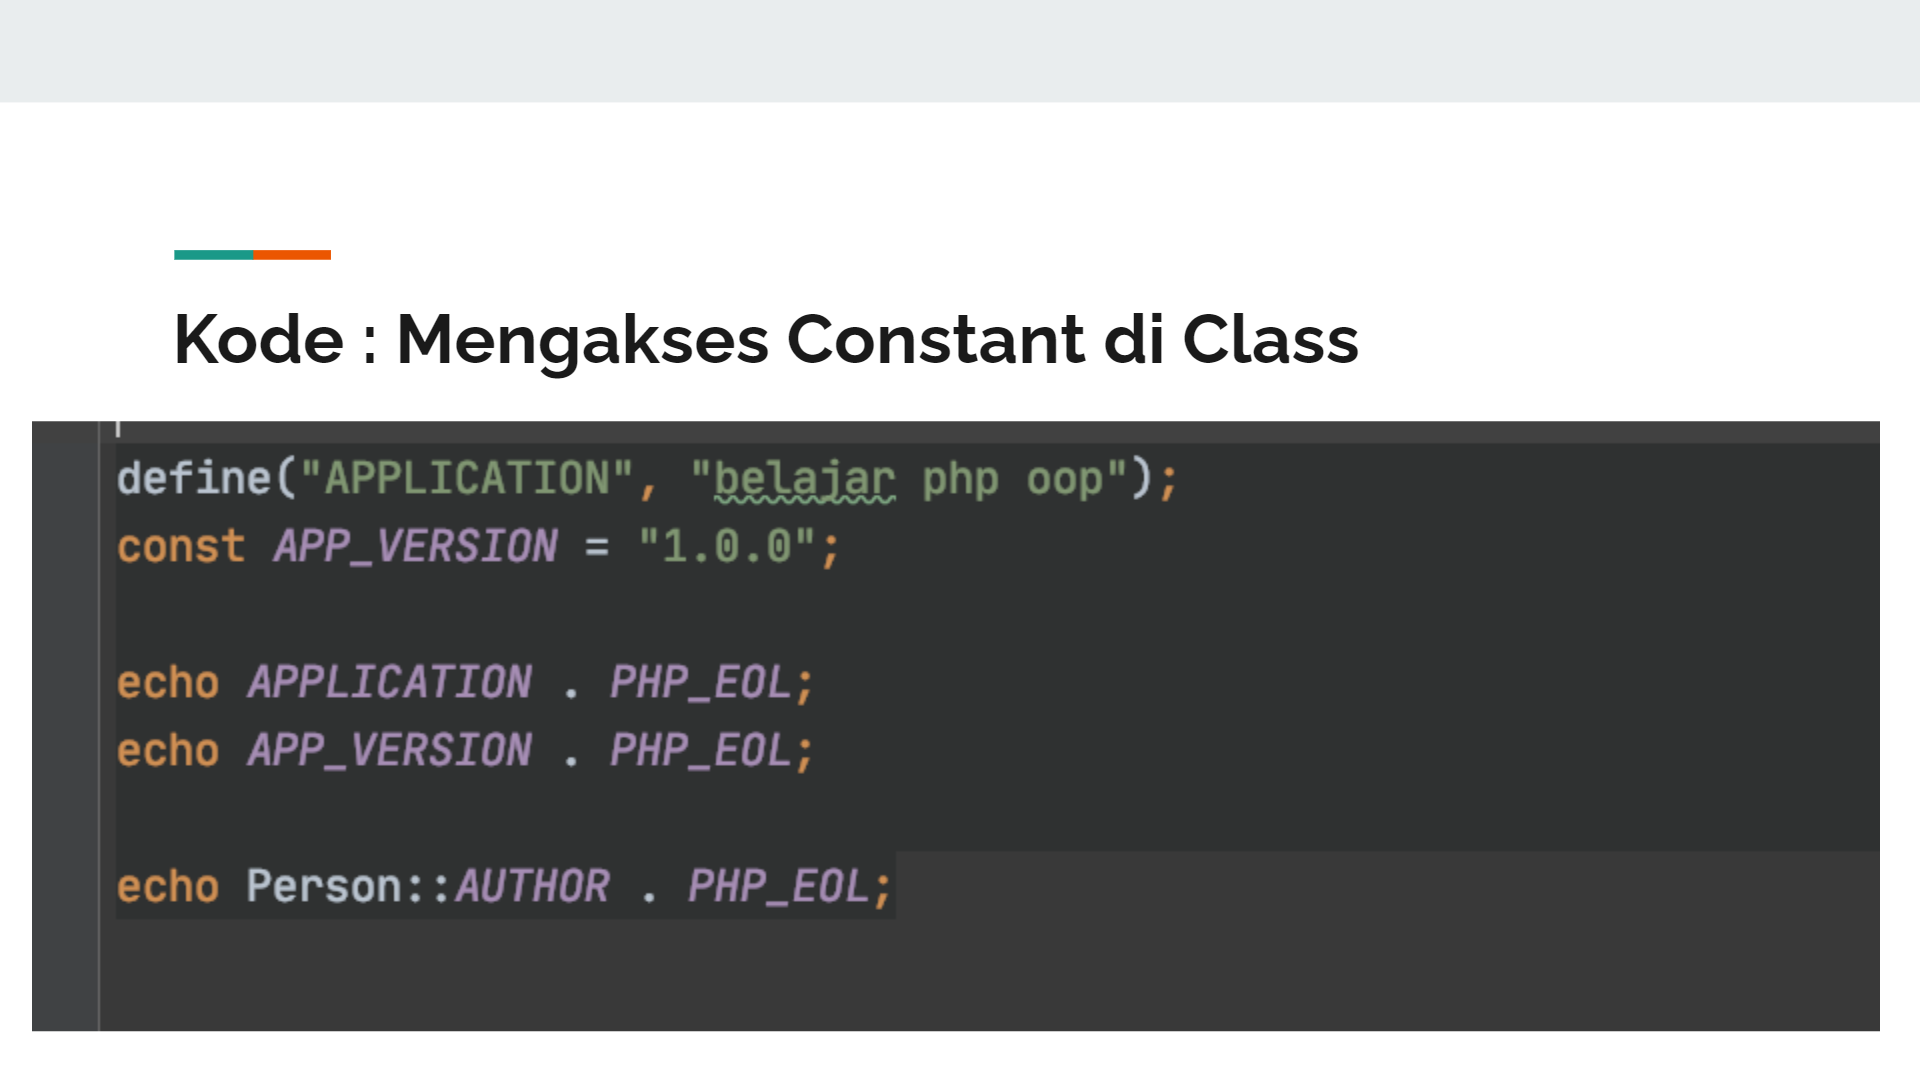 Kode : Mengakses Constant di Class
define("APPLICATION", "belajar php oop");
const APP_VERSION = "1.0.0";
echo APPLICATION . PHP_EOL;
echo APP_VERSION . PHP_EOL;
echo Person::AUTHOR . PHP_EOL;